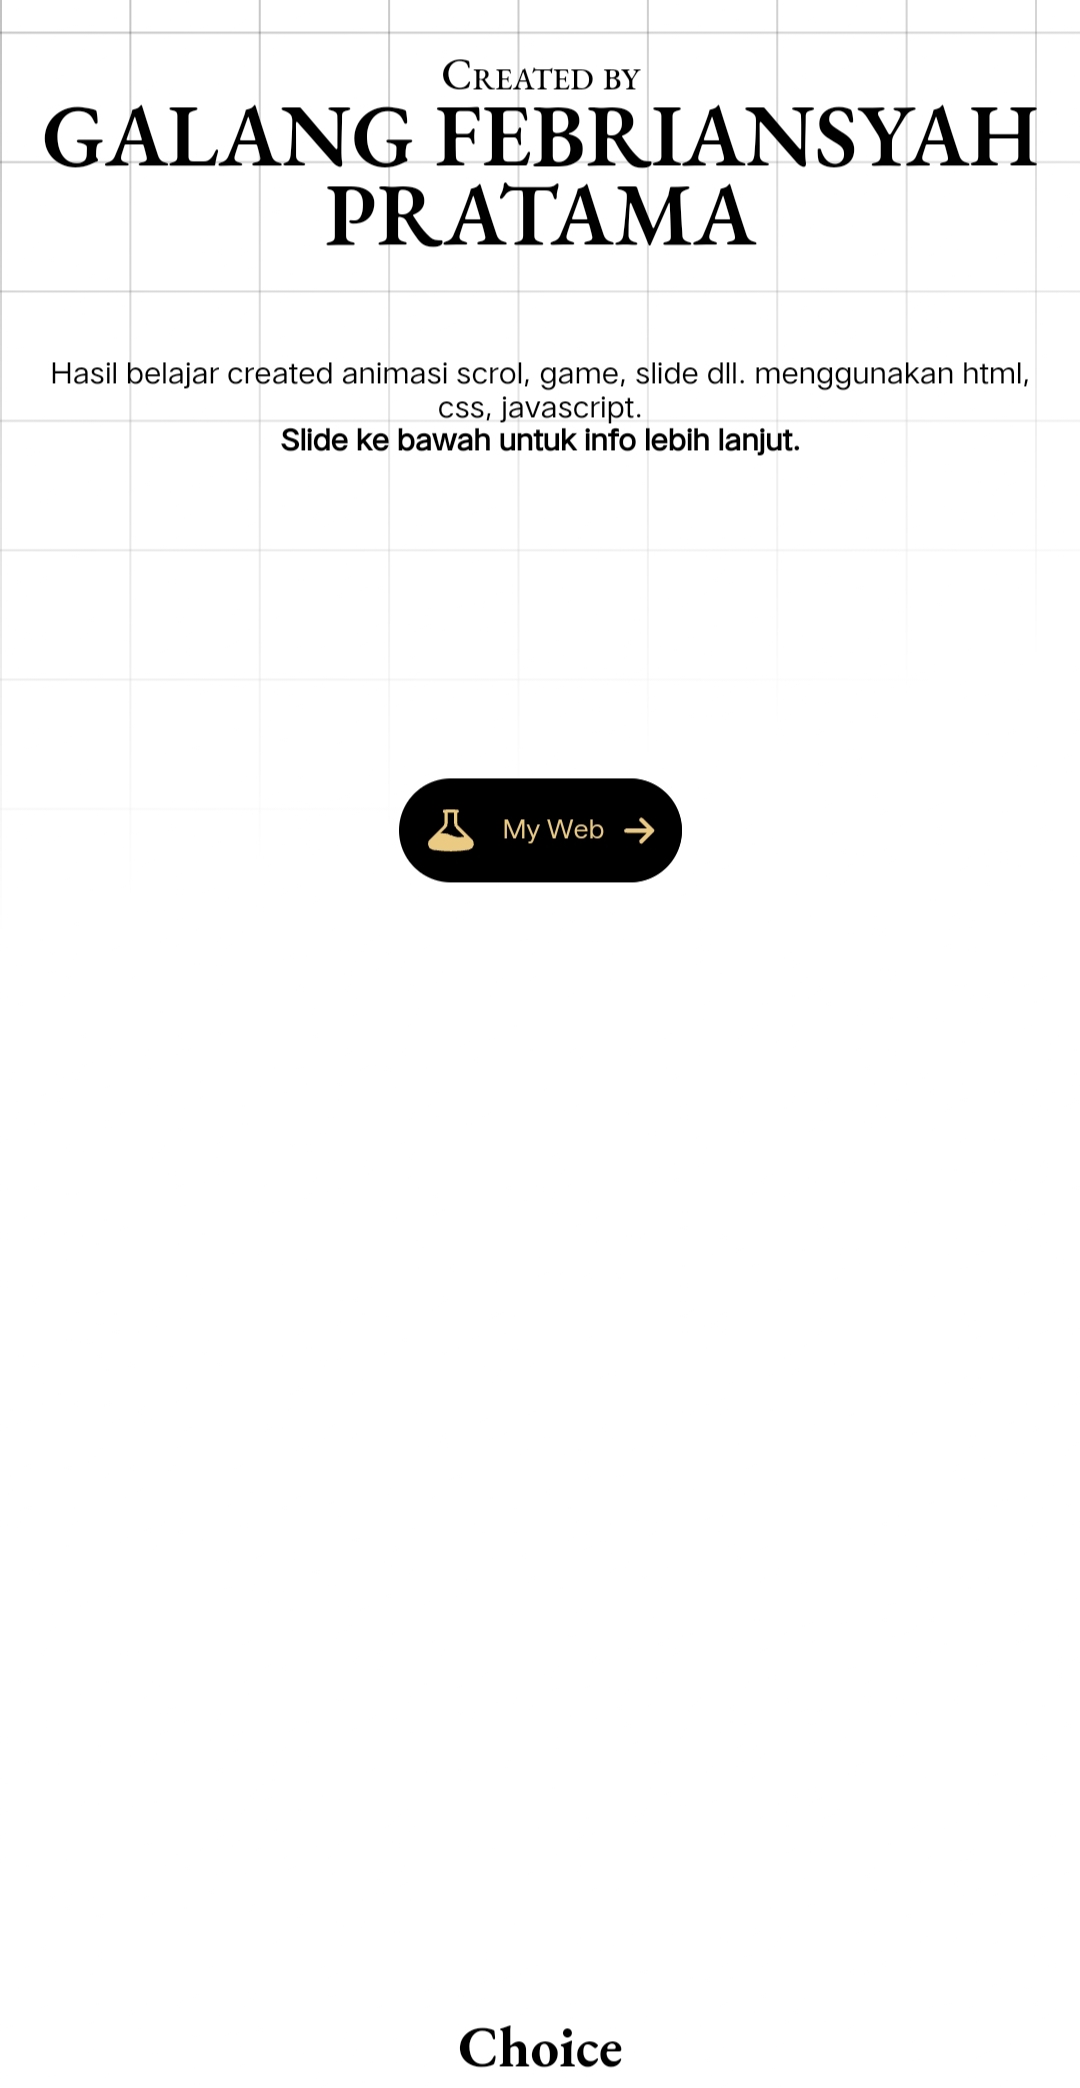 Created by
GALANG FEBRIANSYAH
PRATAMA
Hasil belajar created animasi scrol, game, slide dll. menggunakan html,
css, javascript.
Slide ke bawah untuk info lebih lanjut.
My Web
Choice